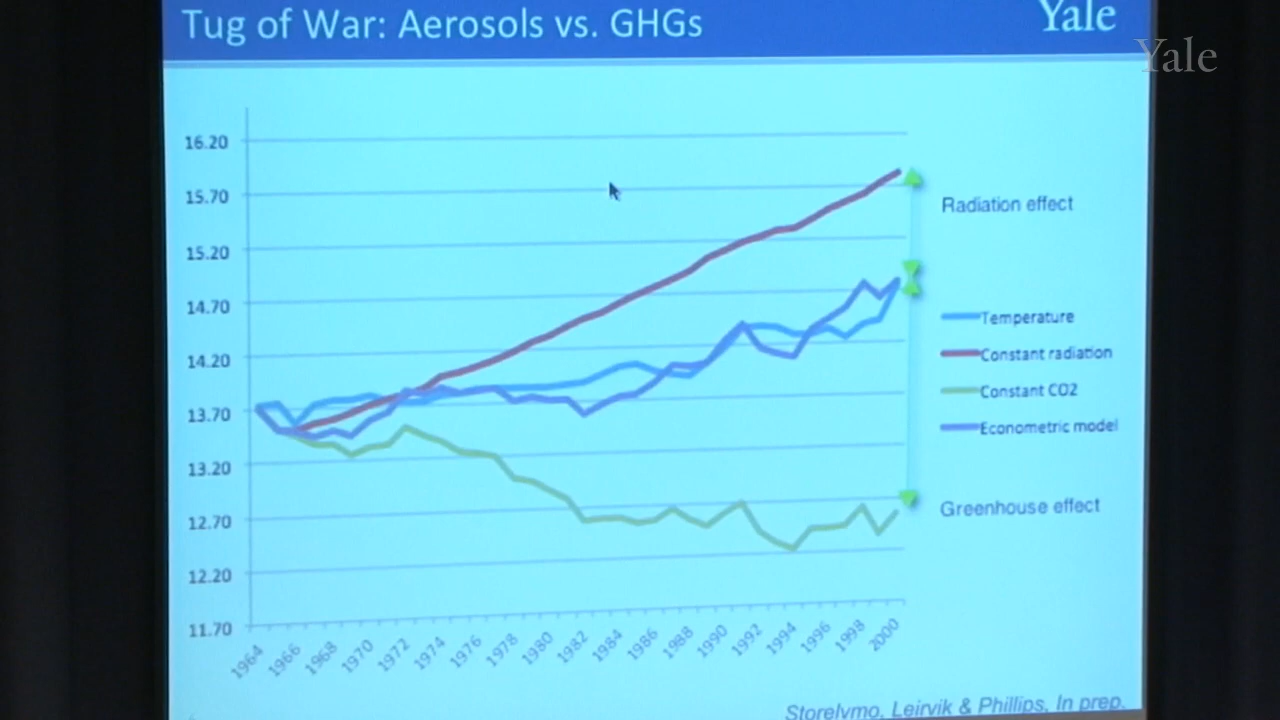 Tug of War: Aerosols vs. GHGs
Yale
Yale
16.20
15.70
15.20
14.70
14.20
13.70
13.20
12.70
12.20
11.70
1964
1966
1968
1970
1972
1974
1976
1978
1980
1982
1984
1986
1988
1990
1992
1994
1996
1998
2000
Radiation effect
Temperature
Constant radiation
Constant CO2
Econometric model
Greenhouse effect
Storelvmo, Leirvik & Phillips, In prep.